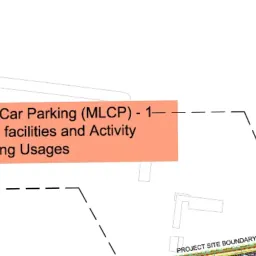 Car Parking (MLCP) - 1
facilities and Activity
ng Usages
PROJECT SITE BOUNDARY